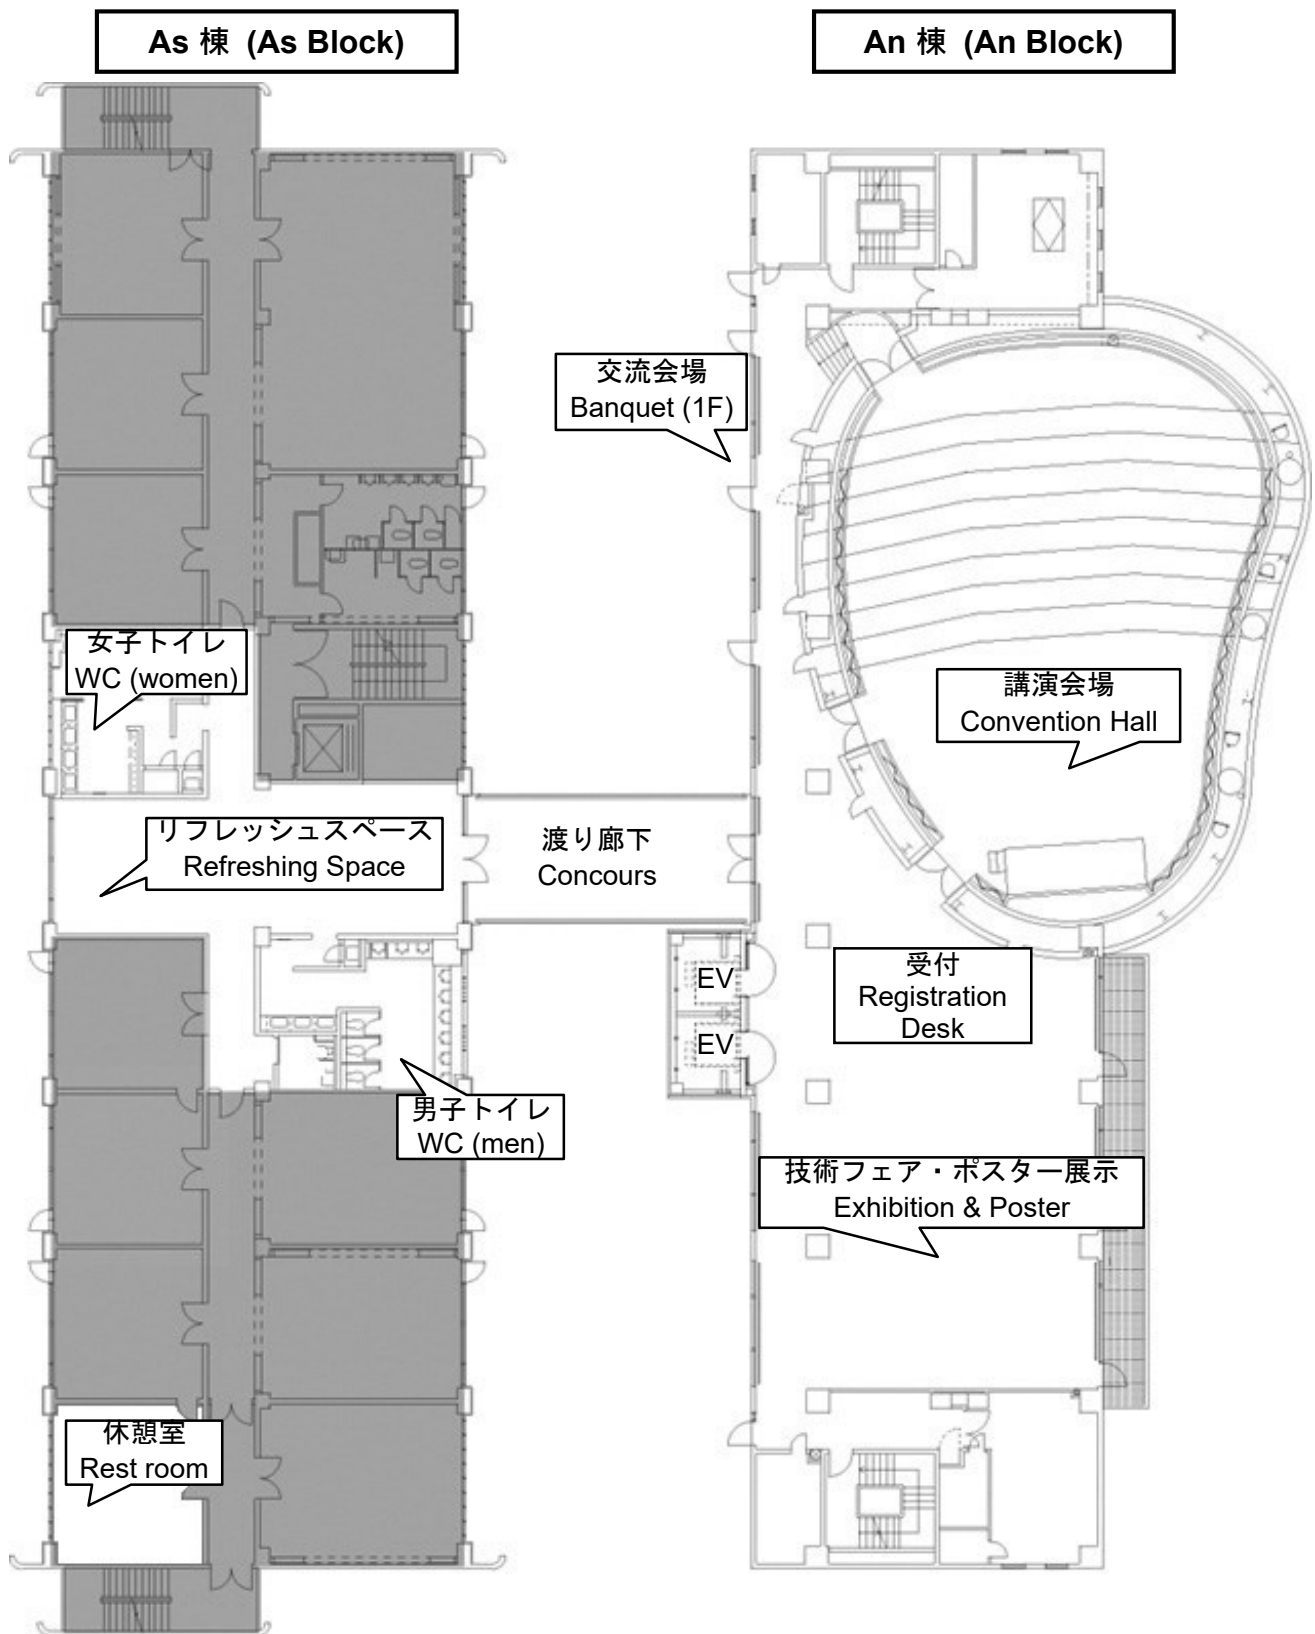 As 棟 (As Block)
An 棟 (An Block)
交流会場
Banquet (1F)
女子トイレ
WC (women)
講演会場
Convention Hall
リフレッシュスペース
Refreshing Space
渡り廊下
Concours
EV
EV
受付
Registration
Desk
男子トイレ
WC (men)
技術フェア・ポスター展示
Exhibition & Poster
休憩室
Rest room